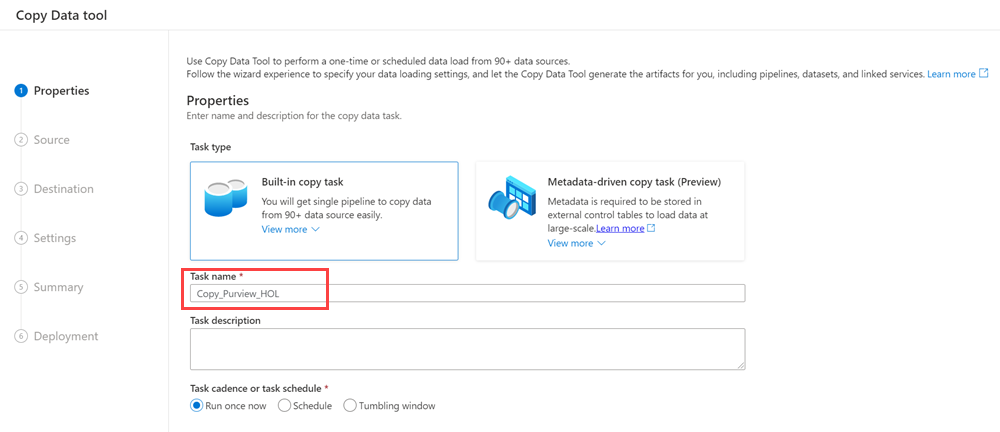 Copy Data tool
Use Copy Data Tool to perform a one-time or scheduled data load from 90+ data sources.
Follow the wizard experience to specify your data loading settings, and let the Copy Data Tool generate the artifacts for you, including pipelines, datasets, and linked services. Learn more
1 Properties
2 Source
3 Destination
4 Settings
5 Summary
6 Deployment
Properties
Enter name and description for the copy data task.
Task type
Built-in copy task
You will get single pipeline to copy data
from 90+ data source easily.
View more
Metadata-driven copy task (Preview)
Metadata is required to be stored in
external control tables to load data at
large-scale.Learn more
View more
Task name *
Copy_Purview_HOL
Task description
Task cadence or task schedule *
Run once now
Schedule
Tumbling window